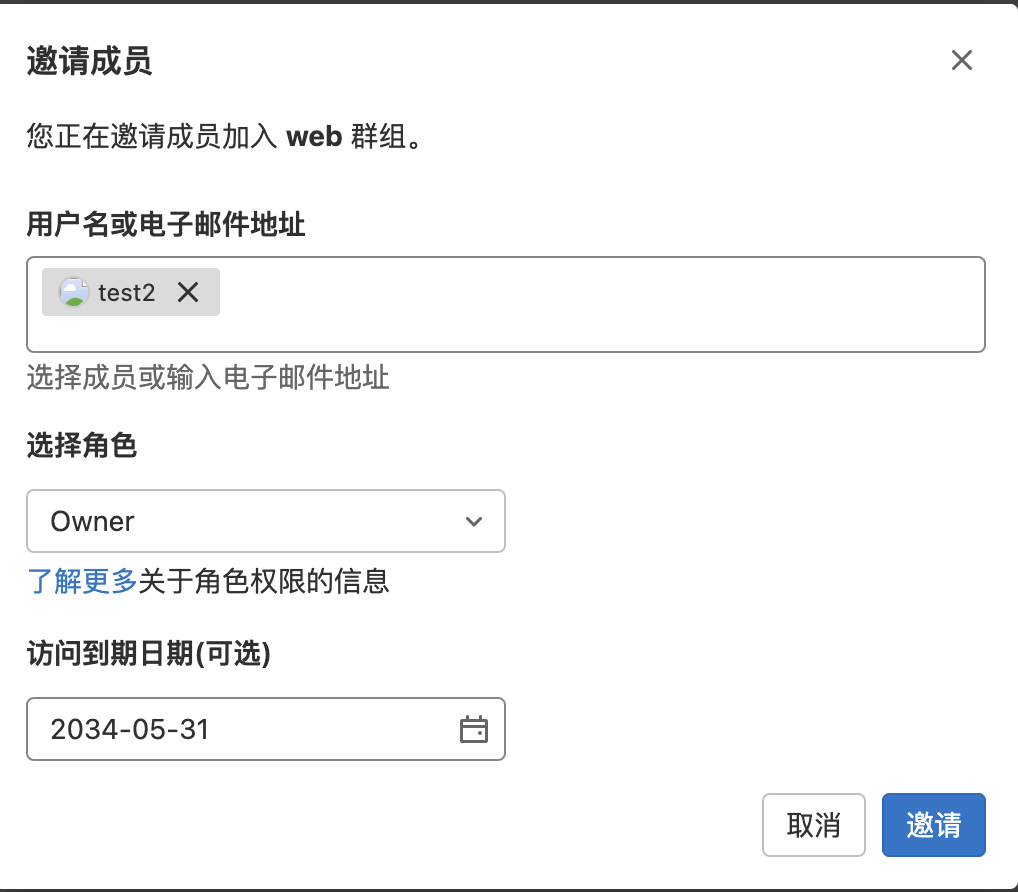 邀请成员
您正在邀请成员加入 web 群组。
用户名或电子邮件地址
test2
选择成员或输入电子邮件地址
选择角色
Owner
了解更多关于角色权限的信息
访问到期日期(可选)
2034-05-31
取消 邀请